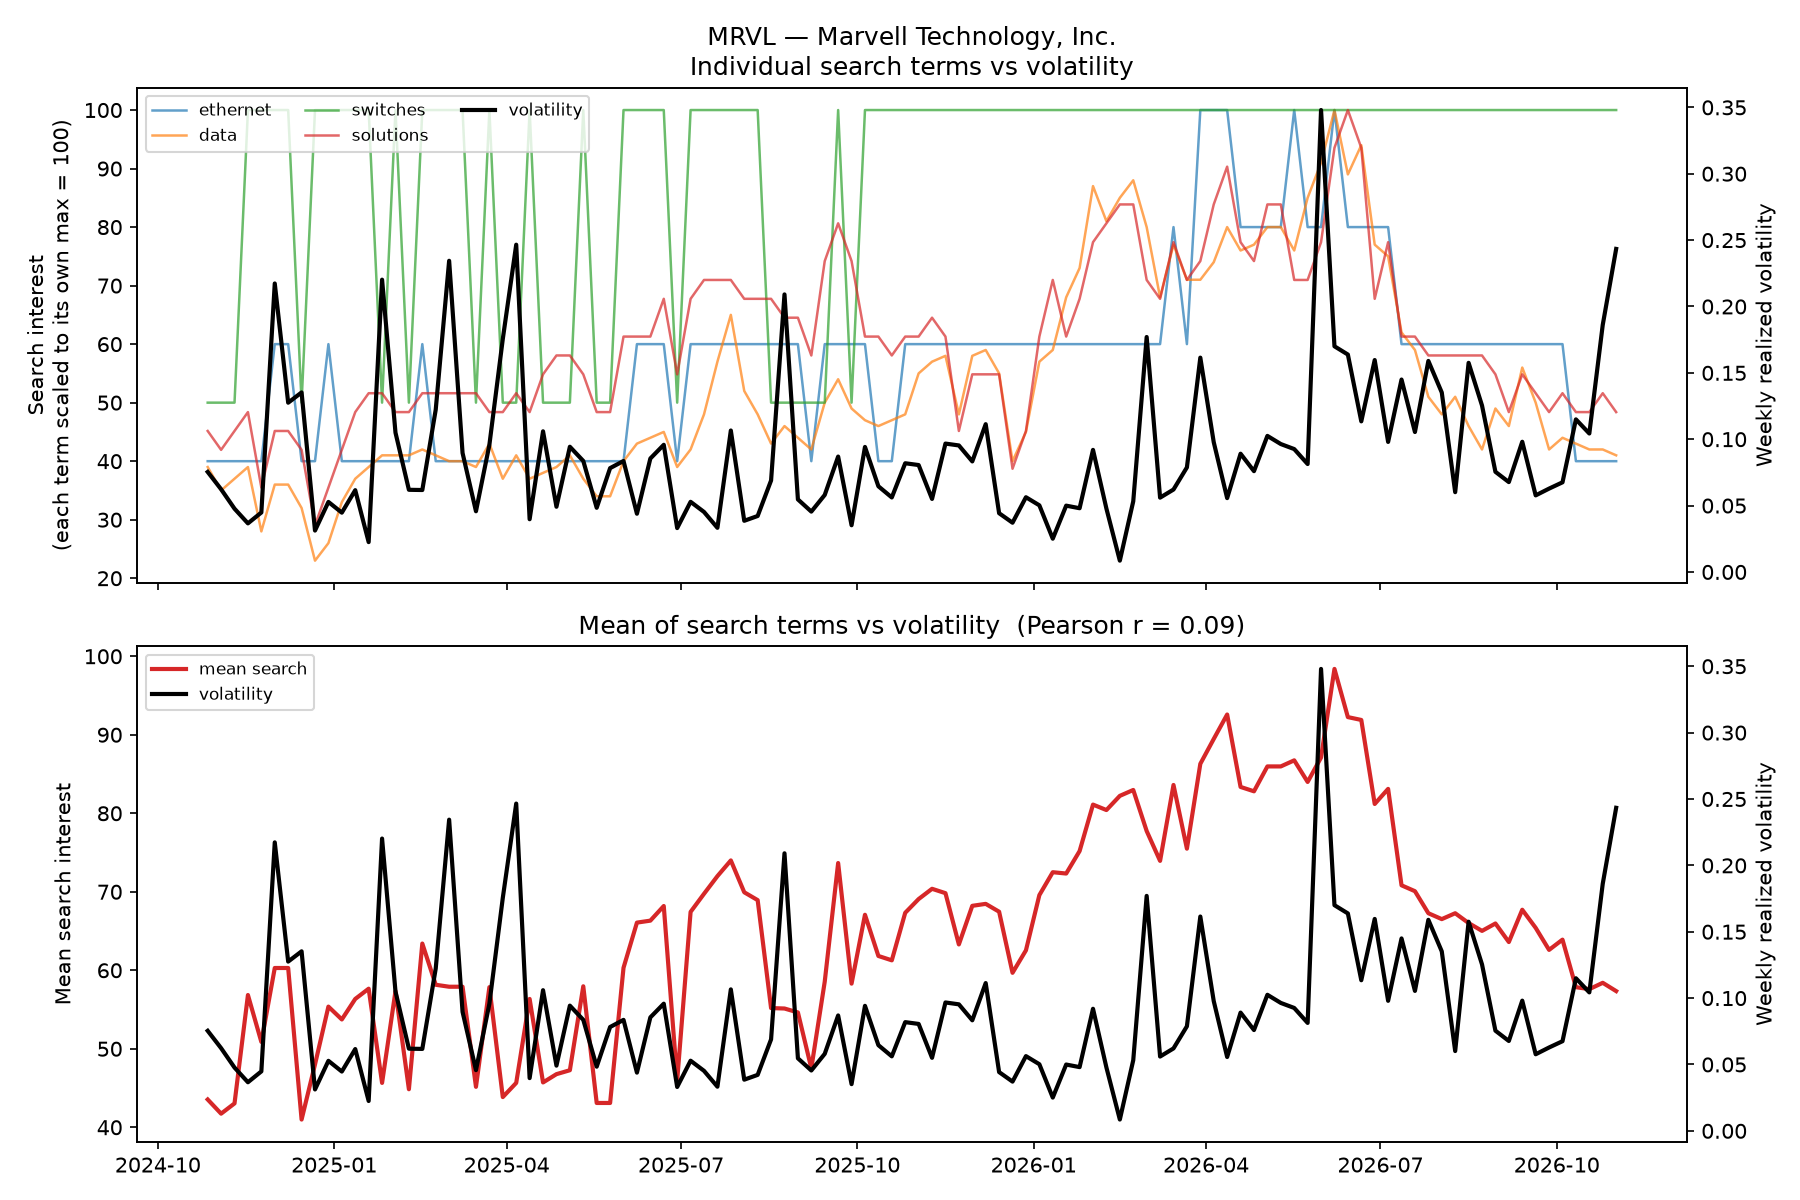 MRVL — Marvell Technology, Inc.
Individual search terms vs volatility
ethernet
data
switches
solutions
volatility
Search interest
(each term scaled to its own max = 100)
100
90
80
70
60
50
40
30
20
Weekly realized volatility
0.35
0.30
0.25
0.20
0.15
0.10
0.05
0.00
Mean of search terms vs volatility (Pearson r = 0.09)
mean search
volatility
Mean search interest
100
90
80
70
60
50
40
Weekly realized volatility
0.35
0.30
0.25
0.20
0.15
0.10
0.05
0.00
2024-10
2025-01
2025-04
2025-07
2025-10
2026-01
2026-04
2026-07
2026-10